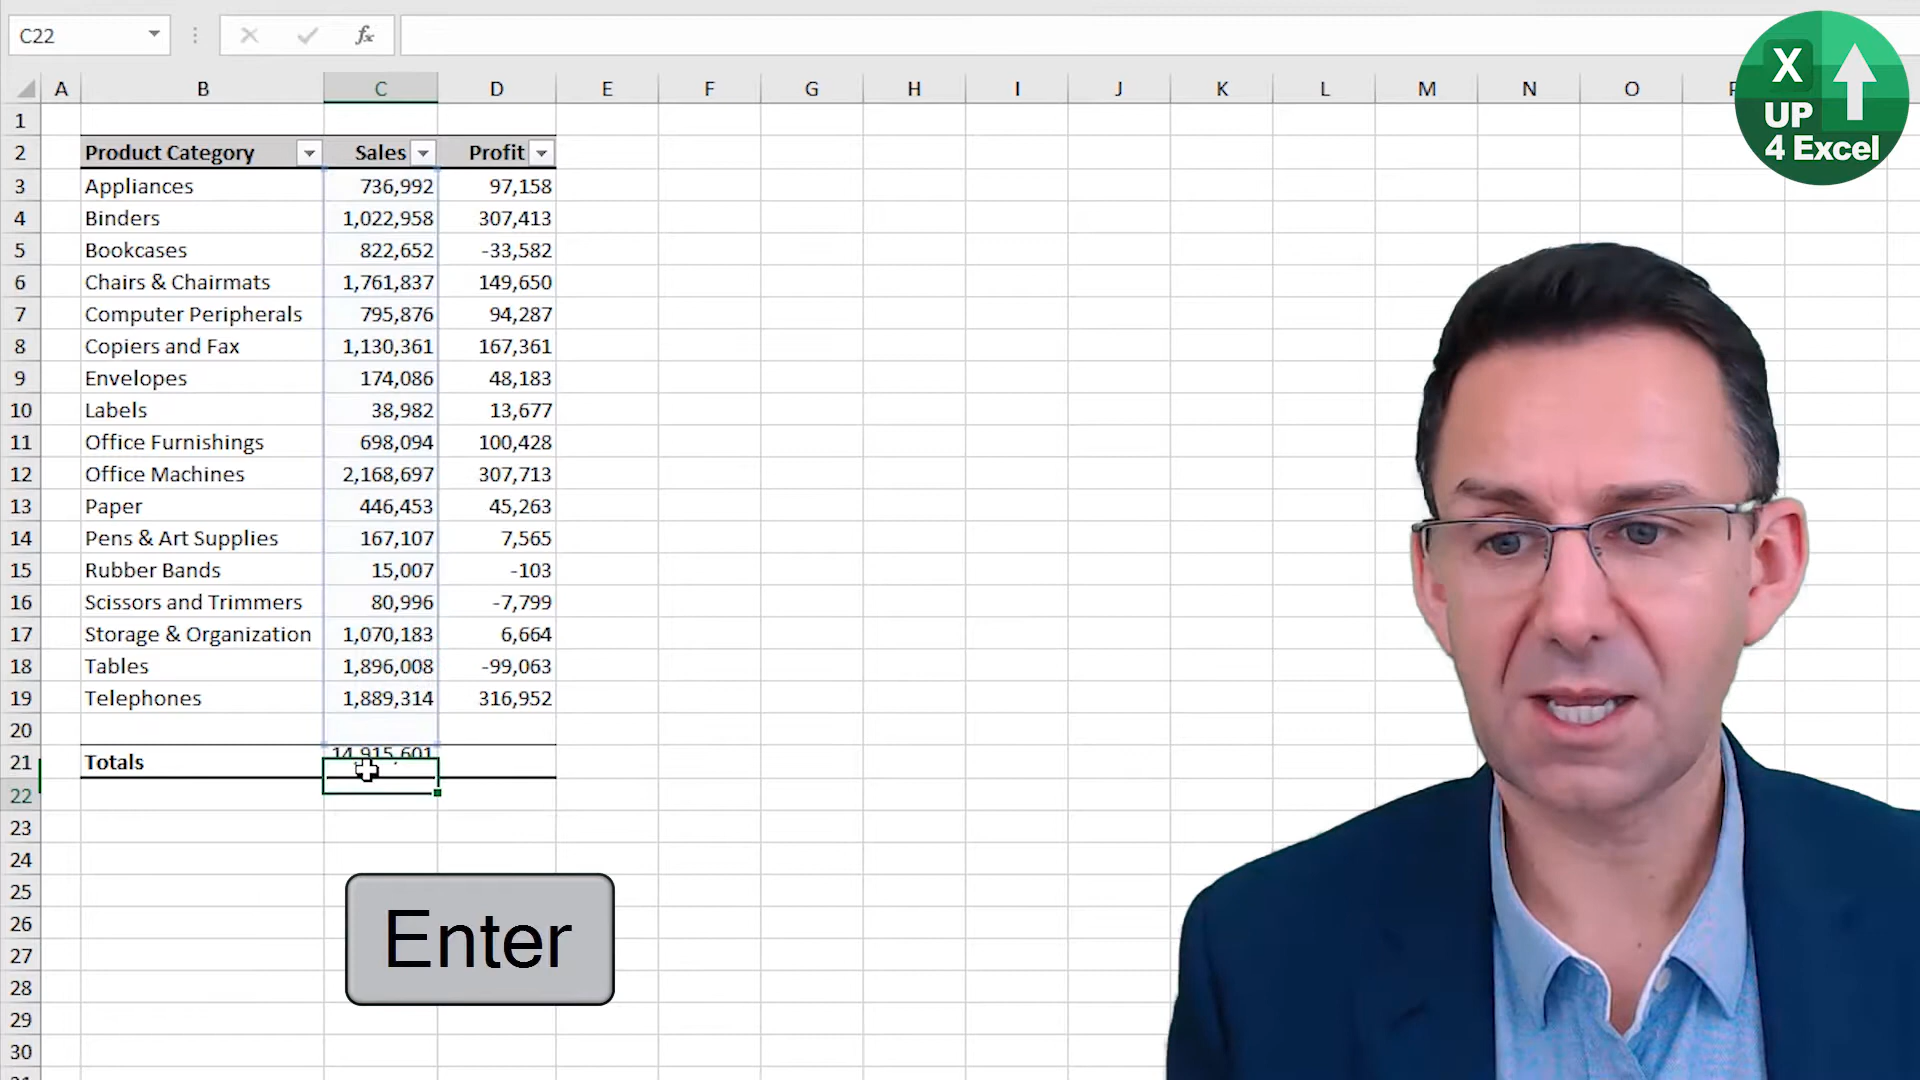 C22
fx
A B C D E F G H I J K L M N O
1
2 Product Category Sales Profit
3 Appliances 736,992 97,158
4 Binders 1,022,958 307,413
5 Bookcases 822,652 -33,582
6 Chairs & Chairmats 1,761,837 149,650
7 Computer Peripherals 795,876 94,287
8 Copiers and Fax 1,130,361 167,361
9 Envelopes 174,086 48,183
10 Labels 38,982 13,677
11 Office Furnishings 698,094 100,428
12 Office Machines 2,168,697 307,713
13 Paper 446,453 45,263
14 Pens & Art Supplies 167,107 7,565
15 Rubber Bands 15,007 -103
16 Scissors and Trimmers 80,996 -7,799
17 Storage & Organization 1,070,183 6,664
18 Tables 1,896,008 -99,063
19 Telephones 1,889,314 316,952
20
21 Totals 14,915,601
22
23
24
25
26
27
28
29
30
Enter
X
UP
4 Excel